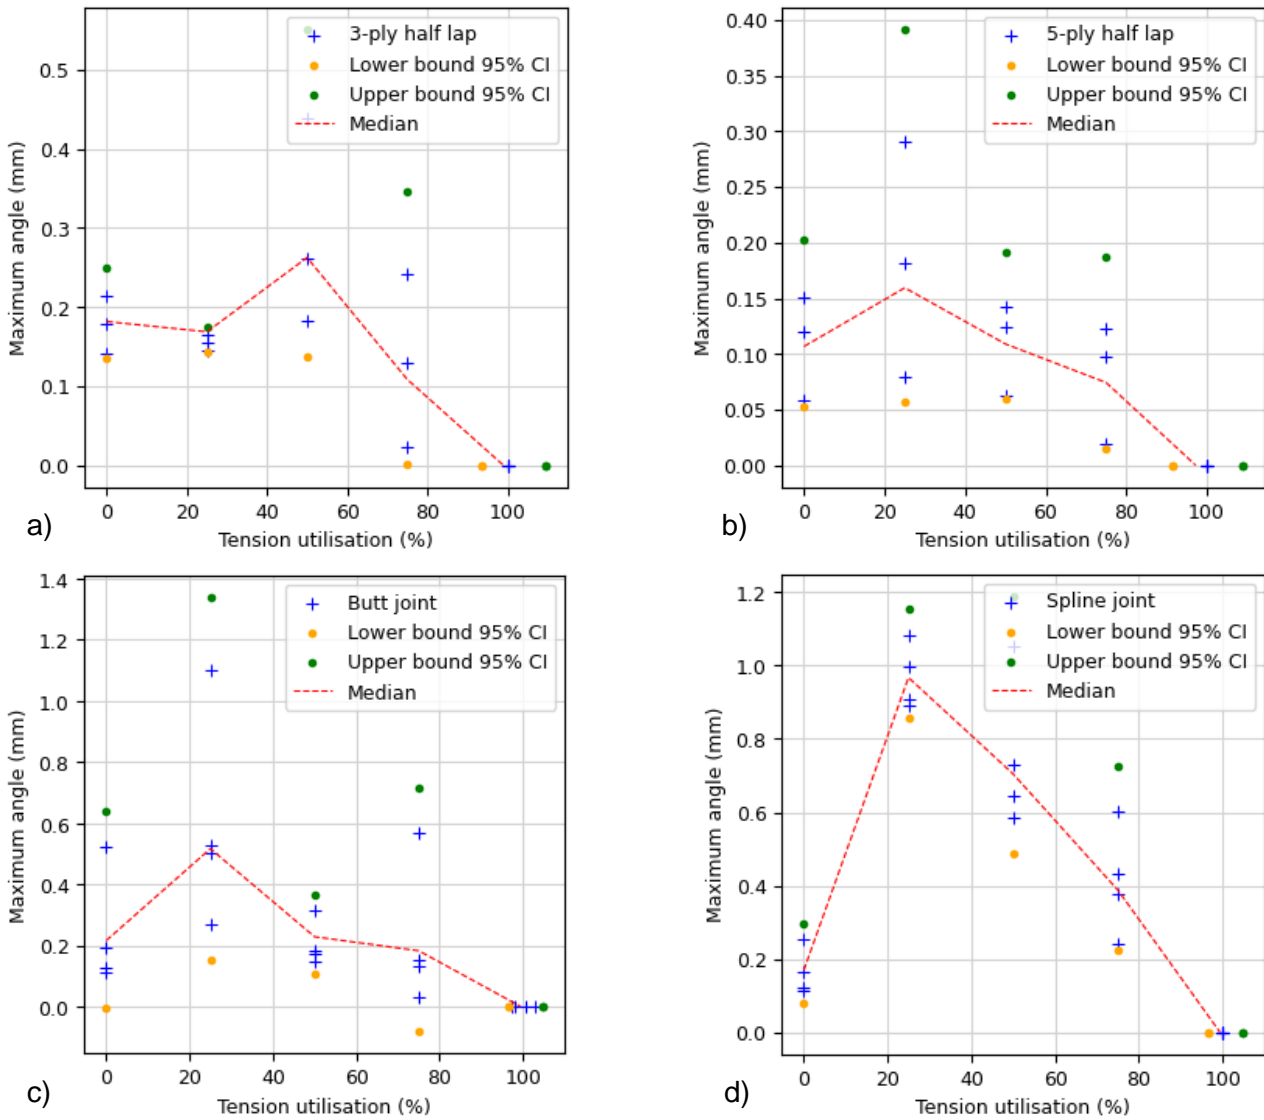 3-ply half lap
Lower bound 95% CI
Upper bound 95% CI
Median
0.5
0.4
0.3
0.2
0.1
0.0
Maximum angle (mm)
0 20 40 60 80 100
Tension utilisation (%)
a)
5-ply half lap
Lower bound 95% CI
Upper bound 95% CI
Median
0.40
0.35
0.30
0.25
0.20
0.15
0.10
0.05
0.00
Maximum angle (mm)
0 20 40 60 80 100
Tension utilisation (%)
b)
Butt joint
Lower bound 95% CI
Upper bound 95% CI
Median
1.4
1.2
1.0
0.8
0.6
0.4
0.2
0.0
Maximum angle (mm)
0 20 40 60 80 100
Tension utilisation (%)
c)
Spline joint
Lower bound 95% CI
Upper bound 95% CI
Median
1.2
1.0
0.8
0.6
0.4
0.2
0.0
Maximum angle (mm)
0 20 40 60 80 100
Tension utilisation (%)
d)